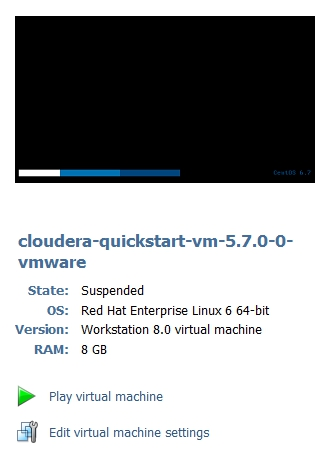 CentOS 6.7
cloudera-quickstart-vm-5.7.0-0-
vmware
State: Suspended
OS: Red Hat Enterprise Linux 6 64-bit
Version: Workstation 8.0 virtual machine
RAM: 8 GB
Play virtual machine
Edit virtual machine settings